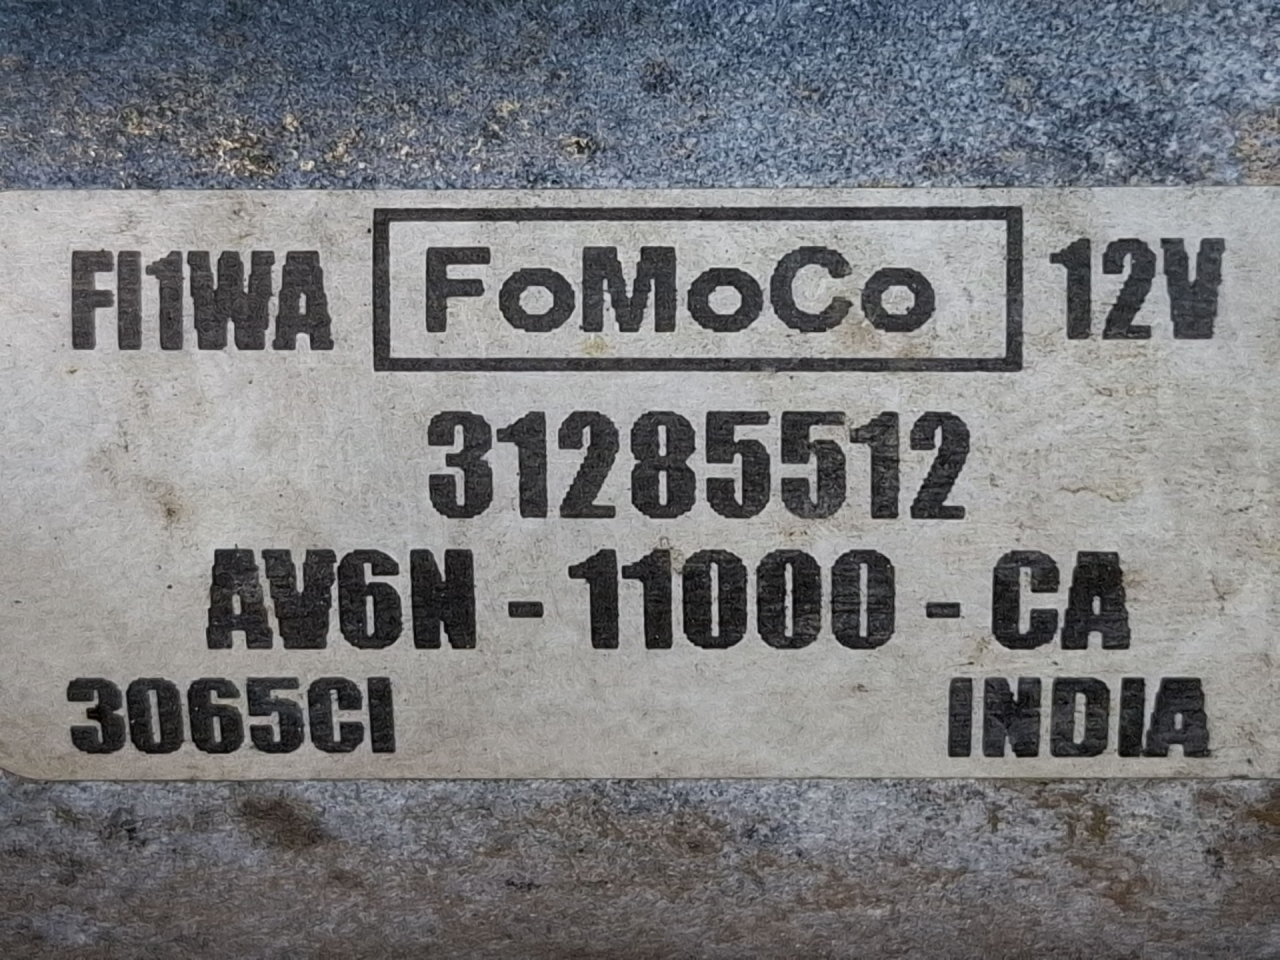 FI1WA FoMoCo 12V
31285512
AV6N - 11000 - CA
3065CI INDIA